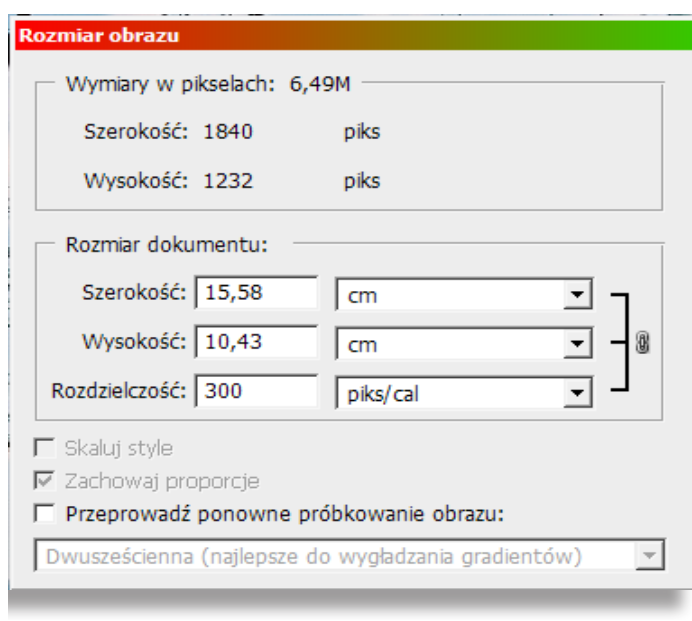 Rozmiar obrazu
Wymiary w pikselach: 6,49M
Szerokość: 1840 piks
Wysokość: 1232 piks
Rozmiar dokumentu:
Szerokość: 15,58 cm
Wysokość: 10,43 cm
Rozdzielczość: 300 piks/cal
Skaluj style
Zachowaj proporcje
Przeprowadź ponowne próbkowanie obrazu:
Dwusześcienna (najlepsze do wygładzania gradientów)